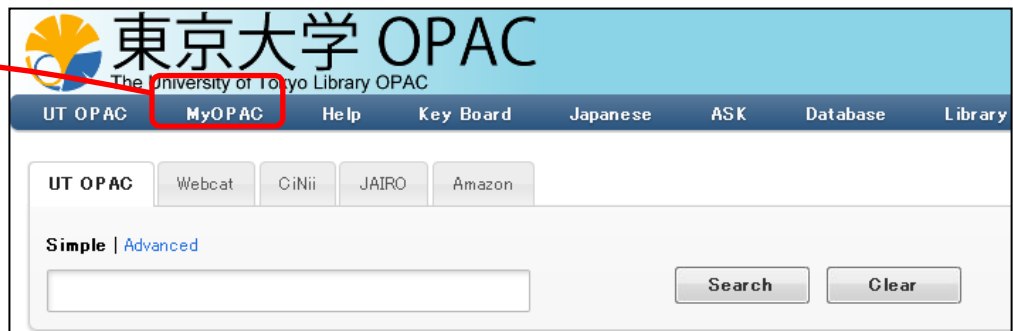 東京大学 OPAC
The University of Tokyo Library OPAC
UT OPAC MyOPAC Help Key Board Japanese ASK Database Library
UT OPAC Webcat CiNii JAIRO Amazon
Simple | Advanced
Search Clear